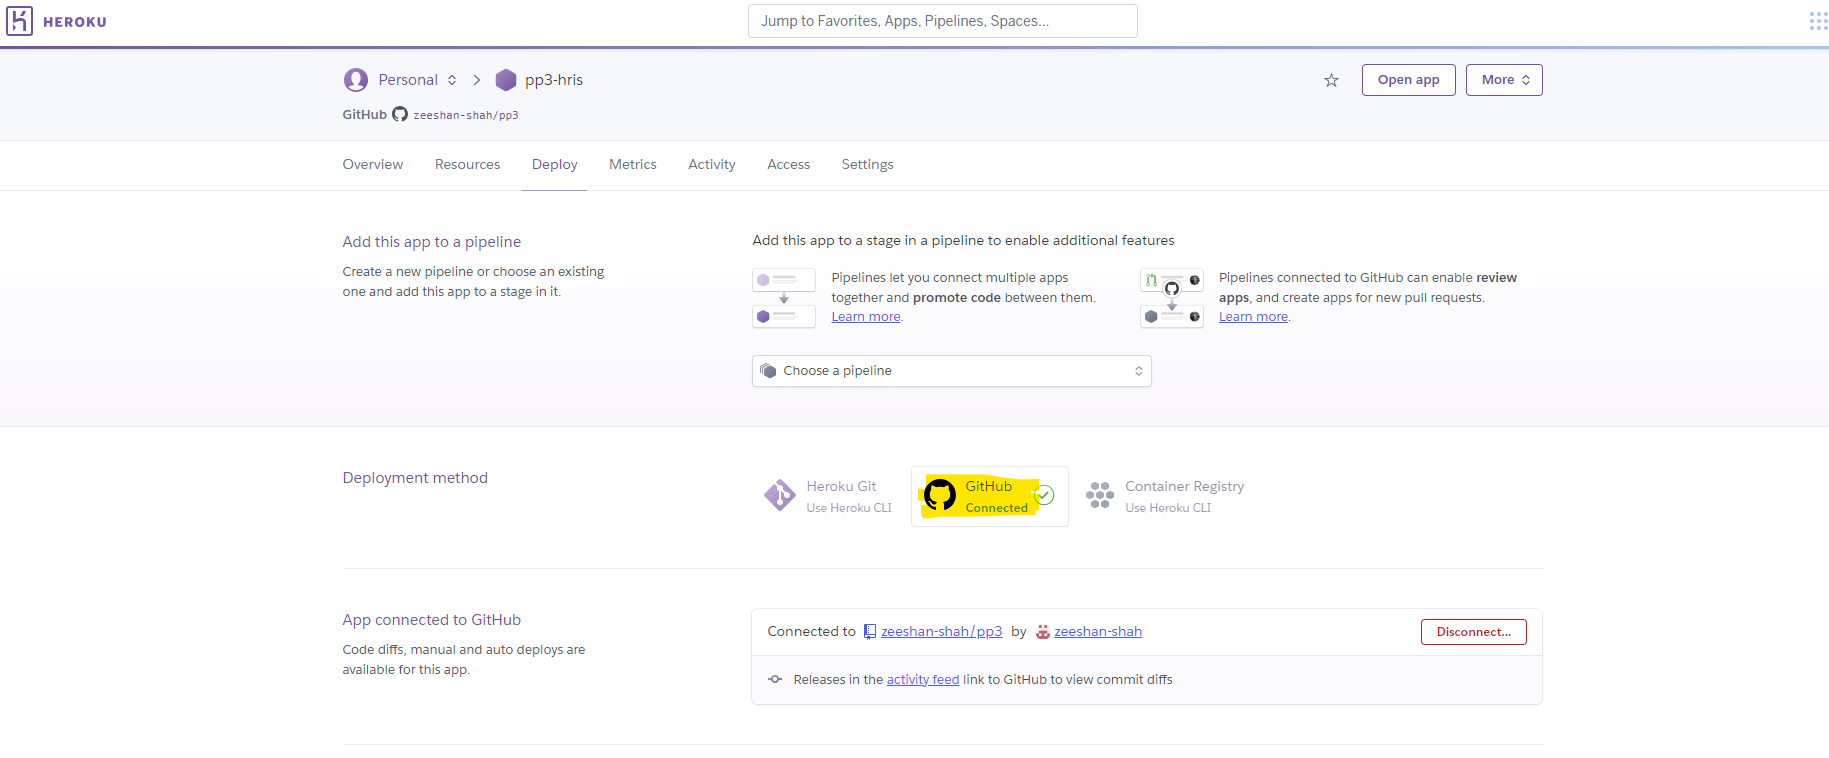 HEROKU
Jump to Favorites, Apps, Pipelines, Spaces...
Personal
pp3-hris
Open app
More
GitHub zeeshan-shah/pp3
Overview
Resources
Deploy
Metrics
Activity
Access
Settings
Add this app to a pipeline
Create a new pipeline or choose an existing
one and add this app to a stage in it.
Add this app to a stage in a pipeline to enable additional features
Pipelines let you connect multiple apps
together and promote code between them.
Learn more.
Pipelines connected to GitHub can enable review
apps, and create apps for new pull requests.
Learn more.
Choose a pipeline
Deployment method
Heroku Git
Use Heroku CLI
GitHub
Connected
Container Registry
Use Heroku CLI
App connected to GitHub
Code diffs, manual and auto deploys are
available for this app.
Connected to zeeshan-shah/pp3 by zeeshan-shah
Disconnect...
Releases in the activity feed link to GitHub to view commit diffs